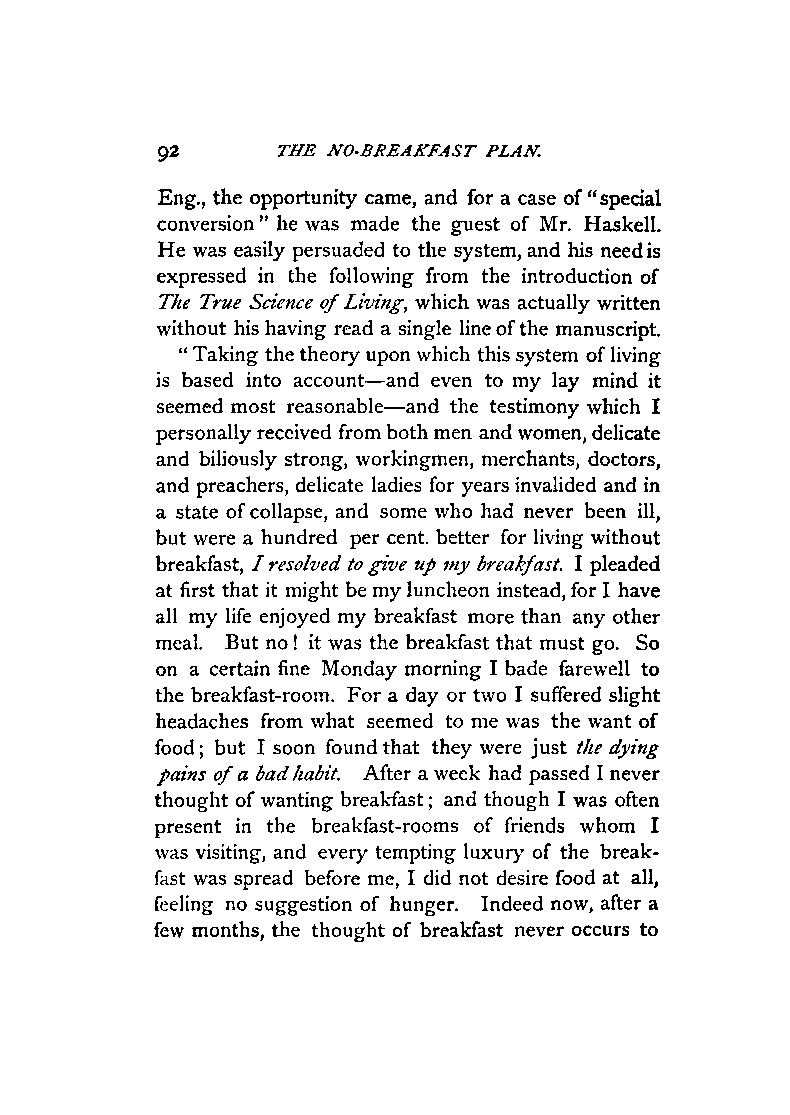 92 THE NO-BREAKFAST PLAN.
Eng., the opportunity came, and for a case of "special
conversion" he was made the guest of Mr. Haskell.
He was easily persuaded to the system, and his need is
expressed in the following from the introduction of
The True Science of Living, which was actually written
without his having read a single line of the manuscript.
"Taking the theory upon which this system of living
is based into account—and even to my lay mind it
seemed most reasonable—and the testimony which I
personally received from both men and women, delicate
and biliously strong, workingmen, merchants, doctors,
and preachers, delicate ladies for years invalided and in
a state of collapse, and some who had never been ill,
but were a hundred per cent. better for living without
breakfast, I resolved to give up my breakfast. I pleaded
at first that it might be my luncheon instead, for I have
all my life enjoyed my breakfast more than any other
meal. But no! it was the breakfast that must go. So
on a certain fine Monday morning I bade farewell to
the breakfast-room. For a day or two I suffered slight
headaches from what seemed to me was the want of
food; but I soon found that they were just the dying
pains of a bad habit. After a week had passed I never
thought of wanting breakfast; and though I was often
present in the breakfast-rooms of friends whom I
was visiting, and every tempting luxury of the break-
fast was spread before me, I did not desire food at all,
feeling no suggestion of hunger. Indeed now, after a
few months, the thought of breakfast never occurs to